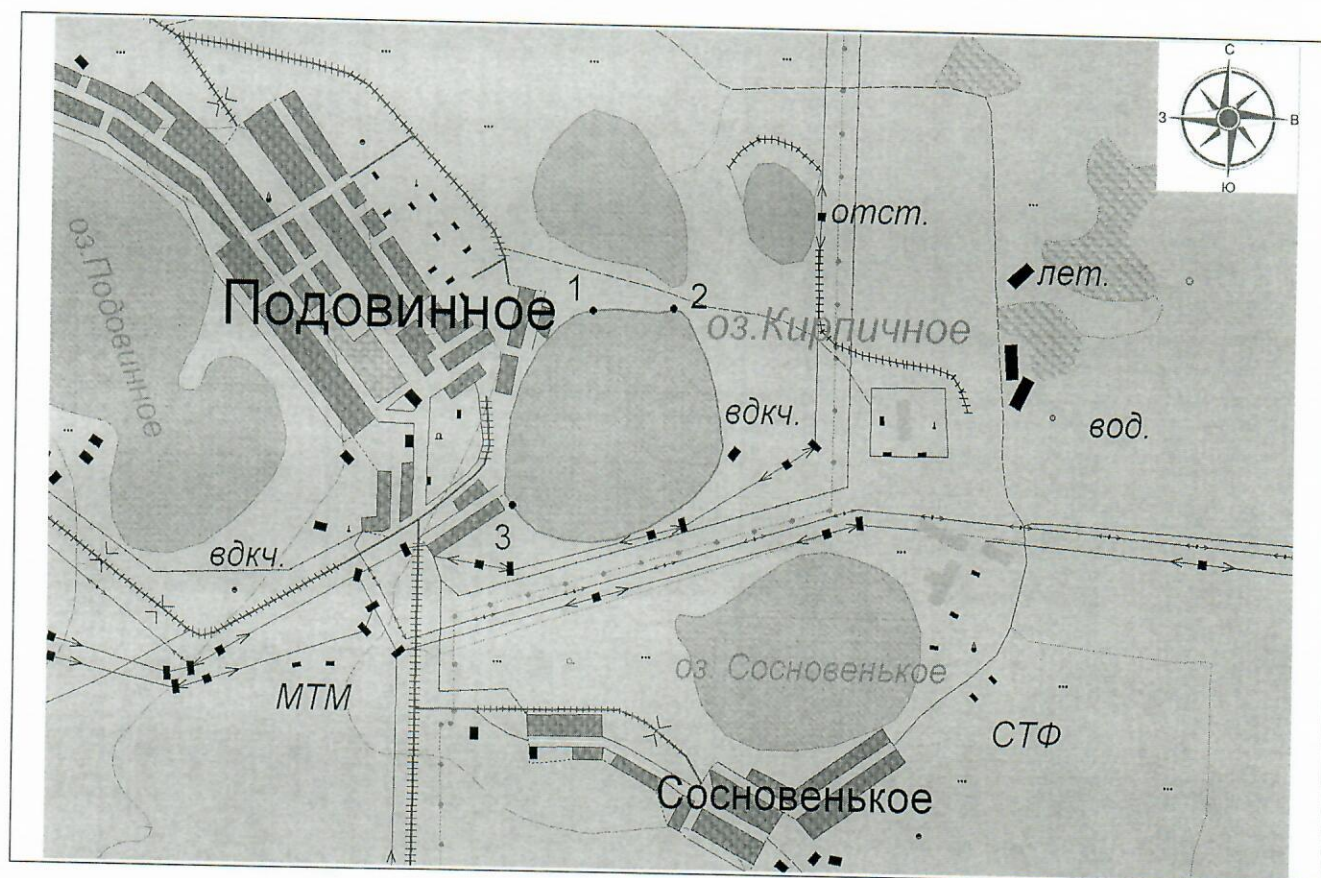 С
З
В
Ю
отст.
оз.Подовинное
лет.
Подовинное
1
2
оз.Кирпичное
вдкч.
вод.
3
вдкч.
оз. Сосновенькое
МТМ
СТФ
Сосновенькое